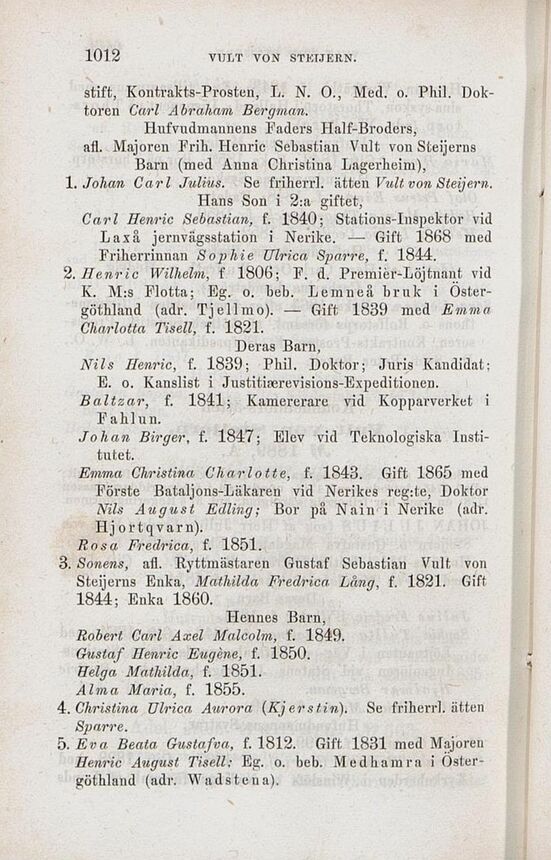 1012
VULT VON STEIJERN.
stift, Kontrakts-Prosten, L. N. O., Med. o. Phil. Dok-
toren Carl Abraham Bergman.
Hufvudmannens Faders Half-Broders,
afl. Majoren Frih. Henric Sebastian Vult von Steijerns
Barn (med Anna Christina Lagerheim),
1. Johan Carl Julius. Se friherrl. ätten Vult von Steijern.
Hans Son i 2:a giftet,
Carl Henric Sebastian, f. 1840; Stations-Inspektor vid
Laxå jernvägsstation i Nerike. — Gift 1868 med
Friherrinnan Sophie Ulrica Sparre, f. 1844.
2. Henric Wilhelm, f 1806; F. d. Premièr-Löjtnant vid
K. M:s Flotta; Eg. o. beb. Lemneå bruk i Öster-
göthland (adr. Tjellmo). — Gift 1839 med Emma
Charlotta Tisell, f. 1821.
Deras Barn,
Nils Henric, f. 1839; Phil. Doktor; Juris Kandidat;
E. o. Kanslist i Justitiærevisions-Expeditionen.
Baltzar, f. 1841; Kamererare vid Kopparverket i
Fahlun.
Johan Birger, f. 1847; Elev vid Teknologiska Insti-
tutet.
Emma Christina Charlotte, f. 1843. Gift 1865 med
Förste Bataljons-Läkaren vid Nerikes reg:te, Doktor
Nils August Edling; Bor på Nain i Nerike (adr.
Hjortqvarn).
Rosa Fredrica, f. 1851.
3. Sonens, afl. Ryttmästaren Gustaf Sebastian Vult von
Steijerns Enka, Mathilda Fredrica Lång, f. 1821. Gift
1844; Enka 1860.
Hennes Barn,
Robert Carl Axel Malcolm, f. 1849.
Gustaf Henric Eugène, f. 1850.
Helga Mathilda, f. 1851.
Alma Maria, f. 1855.
4. Christina Ulrica Aurora (Kjerstin). Se friherrl. ätten
Sparre.
5. Eva Beata Gustafva, f. 1812. Gift 1831 med Majoren
Henric August Tisell: Eg. o. beb. Medhamra i Öster-
göthland (adr. Wadstena).